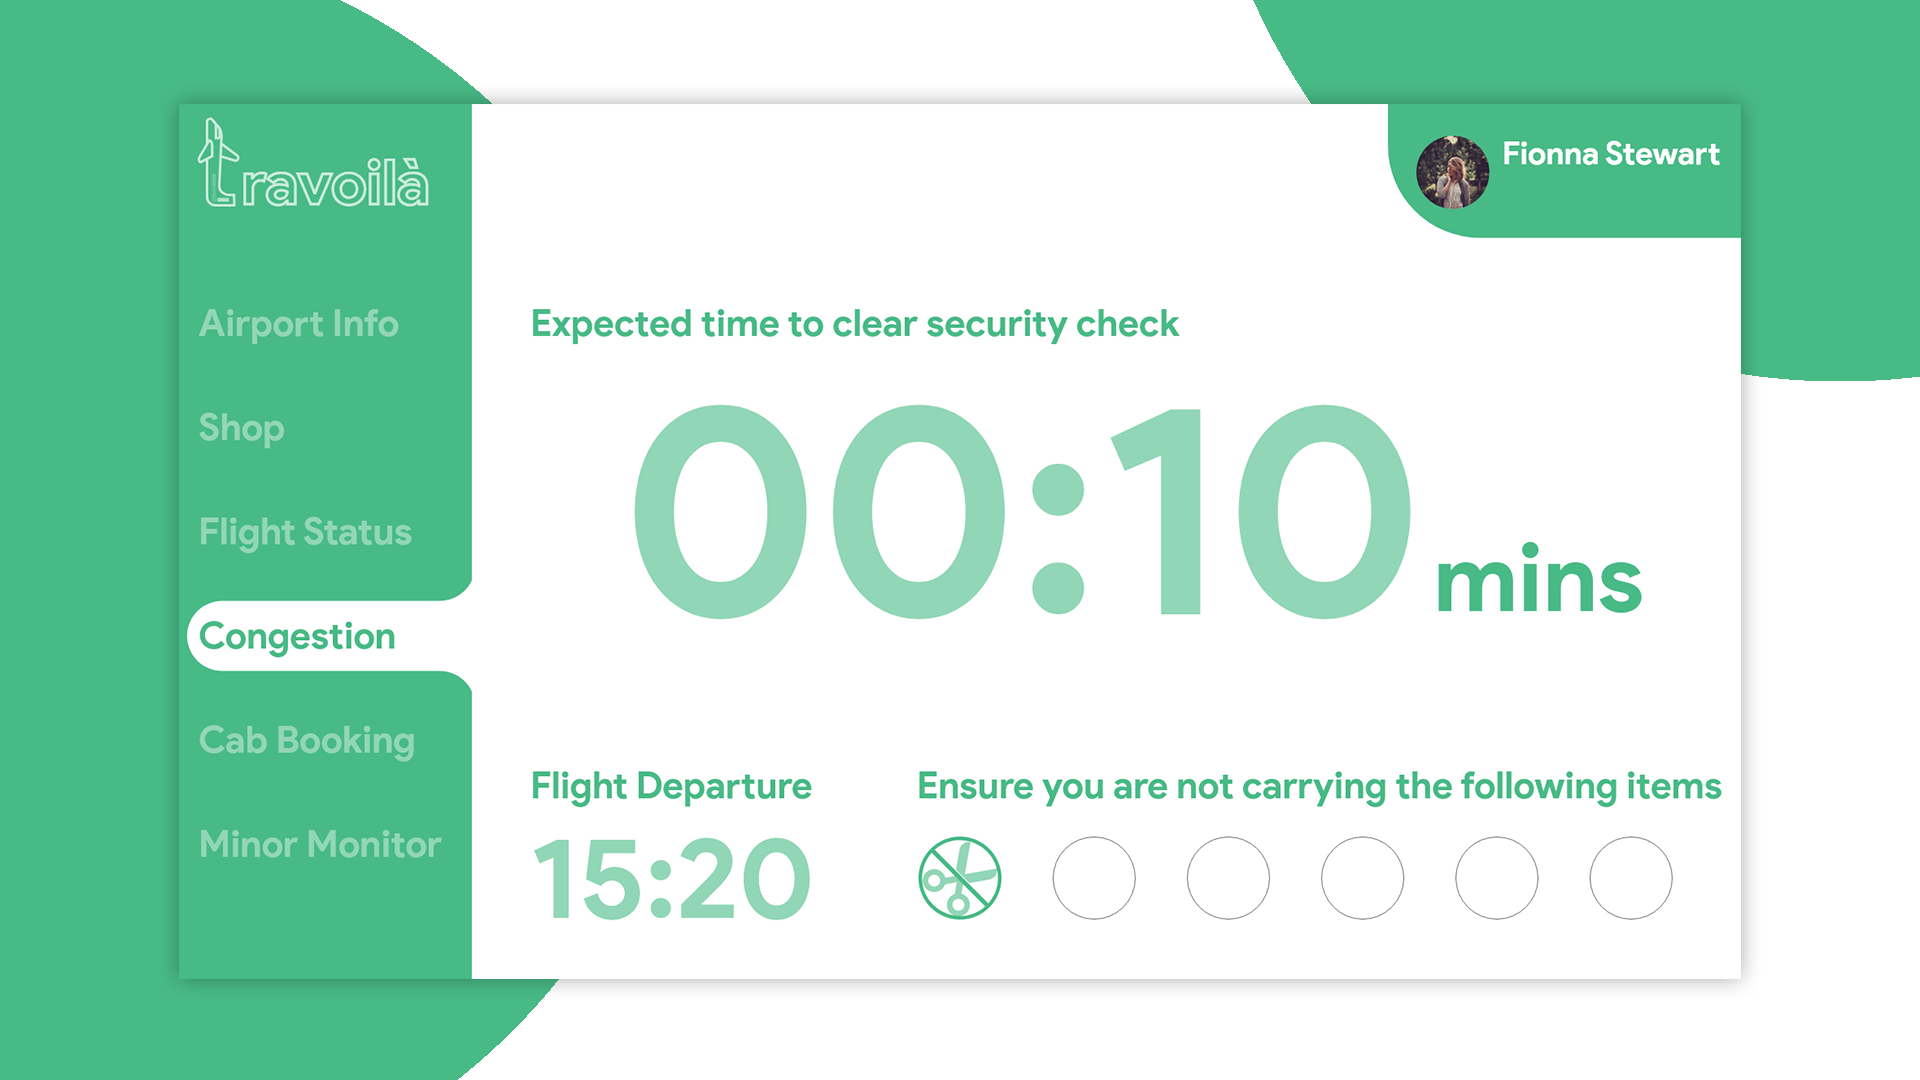 travoilà
Fionna Stewart
Airport Info
Shop
Flight Status
Congestion
Cab Booking
Minor Monitor
Expected time to clear security check
00:10 mins
Flight Departure
15:20
Ensure you are not carrying the following items